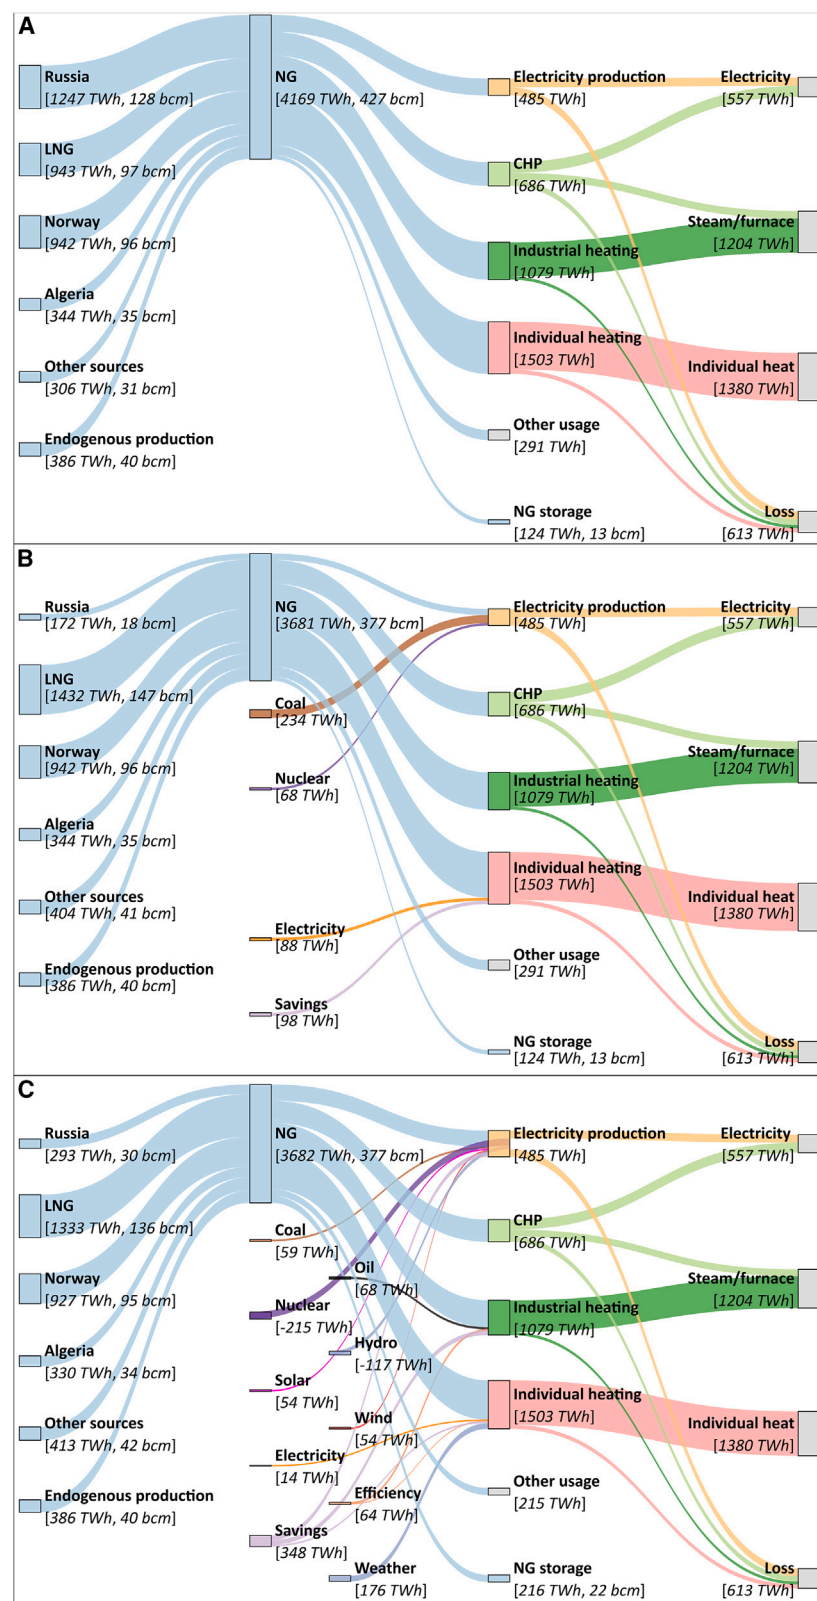 A
Russia
[1247 TWh, 128 bcm]
NG
[4169 TWh, 427 bcm]
Electricity production
[485 TWh]
Electricity
[557 TWh]
LNG
[943 TWh, 97 bcm]
CHP
[686 TWh]
Norway
[942 TWh, 96 bcm]
Industrial heating
[1079 TWh]
Steam/furnace
[1204 TWh]
Algeria
[344 TWh, 35 bcm]
Individual heating
[1503 TWh]
Other sources
[306 TWh, 31 bcm]
Individual heat
[1380 TWh]
Endogenous production
[386 TWh, 40 bcm]
Other usage
[291 TWh]
NG storage
[124 TWh, 13 bcm]
Loss
[613 TWh]
B
Russia
[172 TWh, 18 bcm]
NG
[3681 TWh, 377 bcm]
Electricity production
[485 TWh]
Electricity
[557 TWh]
LNG
[1432 TWh, 147 bcm]
Coal
[234 TWh]
CHP
[686 TWh]
Norway
[942 TWh, 96 bcm]
Nuclear
[68 TWh]
Industrial heating
[1079 TWh]
Steam/furnace
[1204 TWh]
Algeria
[344 TWh, 35 bcm]
Individual heating
[1503 TWh]
Other sources
[404 TWh, 41 bcm]
Individual heat
[1380 TWh]
Electricity
[88 TWh]
Endogenous production
[386 TWh, 40 bcm]
Other usage
[291 TWh]
Savings
[98 TWh]
NG storage
[124 TWh, 13 bcm]
Loss
[613 TWh]
C
Russia
[293 TWh, 30 bcm]
NG
[3682 TWh, 377 bcm]
Electricity production
[485 TWh]
Electricity
[557 TWh]
LNG
[1333 TWh, 136 bcm]
Coal
[59 TWh]
CHP
[686 TWh]
Oil
[68 TWh]
Norway
[927 TWh, 95 bcm]
Nuclear
[-215 TWh]
Industrial heating
[1079 TWh]
Steam/furnace
[1204 TWh]
Hydro
[-117 TWh]
Algeria
[330 TWh, 34 bcm]
Solar
[54 TWh]
Individual heating
[1503 TWh]
Other sources
[413 TWh, 42 bcm]
Wind
[54 TWh]
Individual heat
[1380 TWh]
Electricity
[14 TWh]
Endogenous production
[386 TWh, 40 bcm]
Efficiency
[64 TWh]
Other usage
[215 TWh]
Savings
[348 TWh]
Weather
[176 TWh]
NG storage
[216 TWh, 22 bcm]
Loss
[613 TWh]